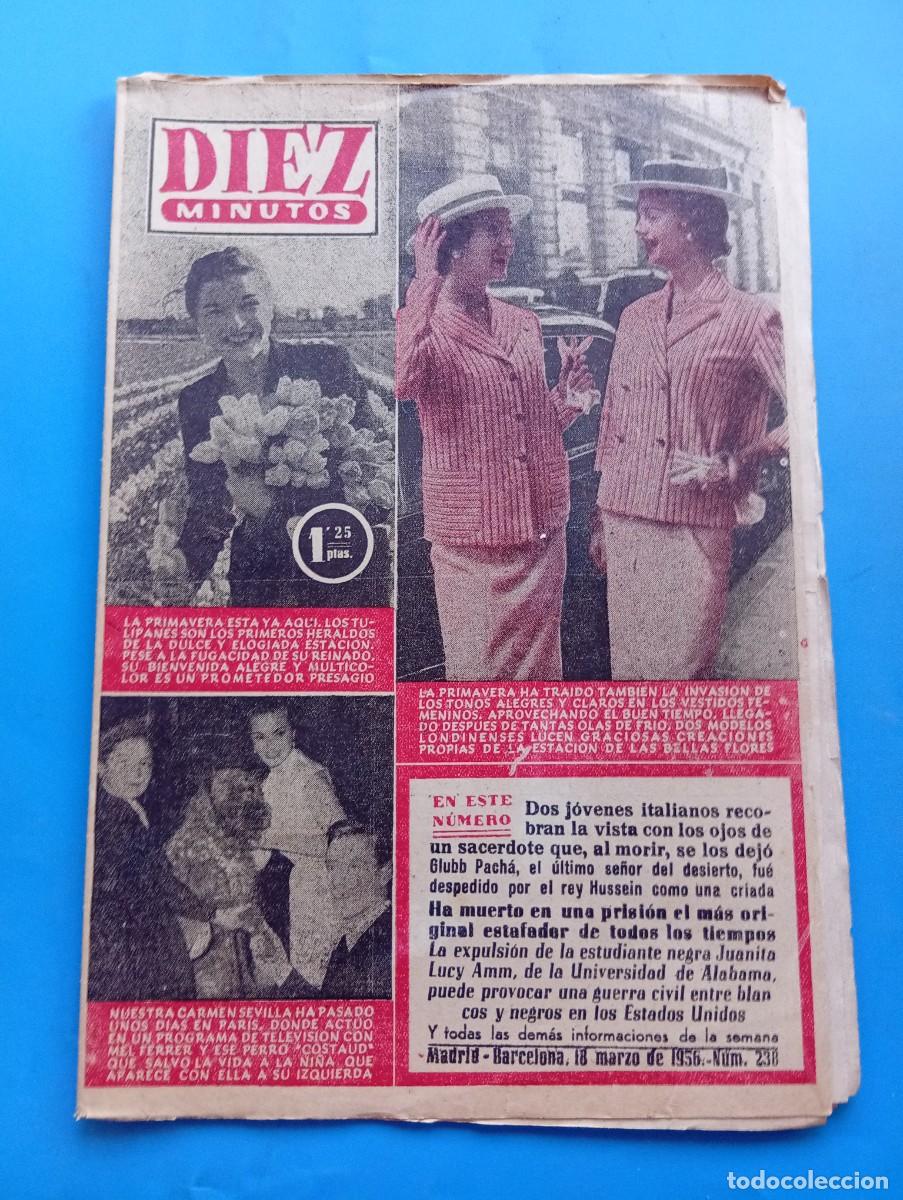 DIEZ
MINUTOS
1'25
ptas.
LA PRIMAVERA ESTA YA AQUI. LOS TU-
LIPANES SON LOS PRIMEROS HERALDOS
DE LA DULCE Y ELOGIADA ESTACION.
PESE A LA FUGACIDAD DE SU REINADO,
SU BIENVENIDA ALEGRE Y MULTICO-
LOR ES UN PROMETEDOR PRESAGIO
LA PRIMAVERA HA TRAIDO TAMBIEN LA INVASION DE
LOS TONOS ALEGRES Y CLAROS EN LOS VESTIDOS FE-
MENINOS. APROVECHANDO EL BUEN TIEMPO, LLEGA-
DO DESPUES DE TANTAS OLAS DE FRIO, DOS MODELOS
LONDINENSES LUCEN GRACIOSAS CREACIONES
PROPIAS DE LA ESTACION DE LAS BELLAS FLORES
NUESTRA CARMEN SEVILLA HA PASADO
UNOS DIAS EN PARIS, DONDE ACTUO
EN UN PROGRAMA DE TELEVISION CON
MEL FERRER Y ESE PERRO "COSTAUD"
QUE SALVO LA VIDA A LA NIÑA QUE
APARECE CON ELLA A SU IZQUIERDA
EN ESTE
NÚMERO
Dos jóvenes italianos reco-
bran la vista con los ojos de
un sacerdote que, al morir, se los dejó
Glubb Pachá, el último señor del desierto, fué
despedido por el rey Hussein como una criada
Ha muerto en una prisión el más ori-
ginal estafador de todos los tiempos
La expulsión de la estudiante negra Juanita
Lucy Amm, de la Universidad de Alabama,
puede provocar una guerra civil entre blan
cos y negros en los Estados Unidos
Y todas las demás informaciones de la semana
Madrid-Barcelona, 18 marzo de 1956.-Núm. 238
todocoleccion